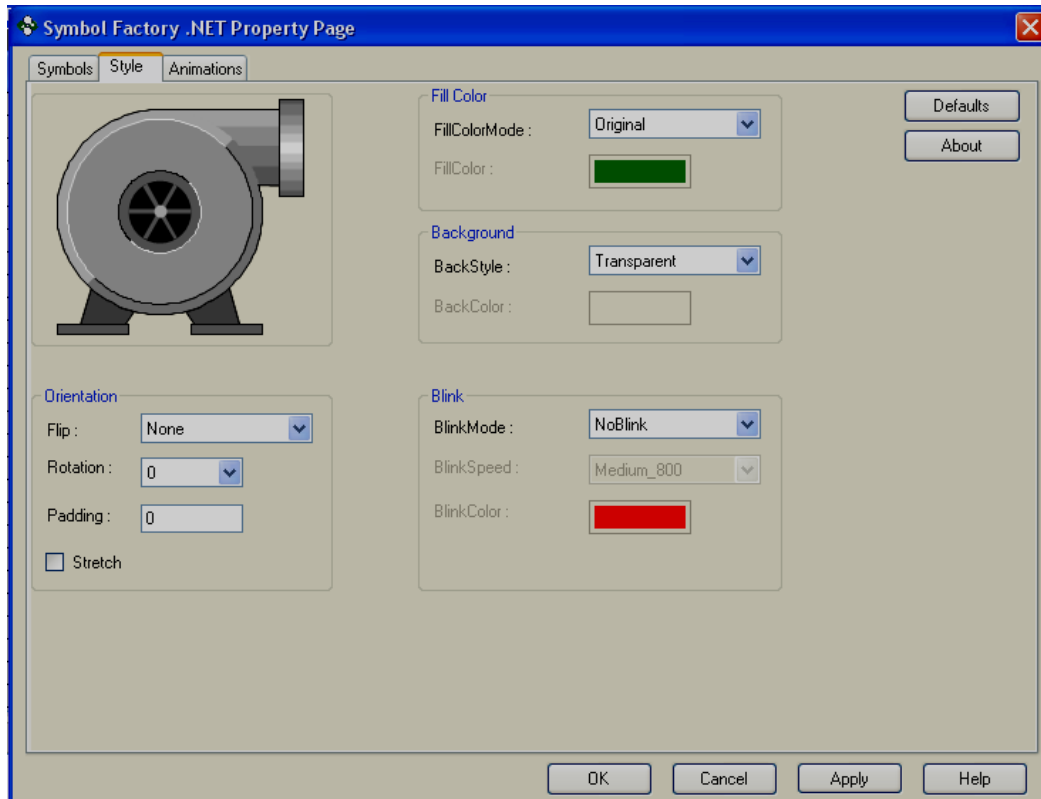 Symbol Factory .NET Property Page
Symbols Style Animations
Fill Color
FillColorMode : Original
FillColor :
Defaults
About
Background
BackStyle : Transparent
BackColor :
Orientation
Flip : None
Rotation : 0
Padding : 0
Stretch
Blink
BlinkMode : NoBlink
BlinkSpeed : Medium_800
BlinkColor :
OK Cancel Apply Help